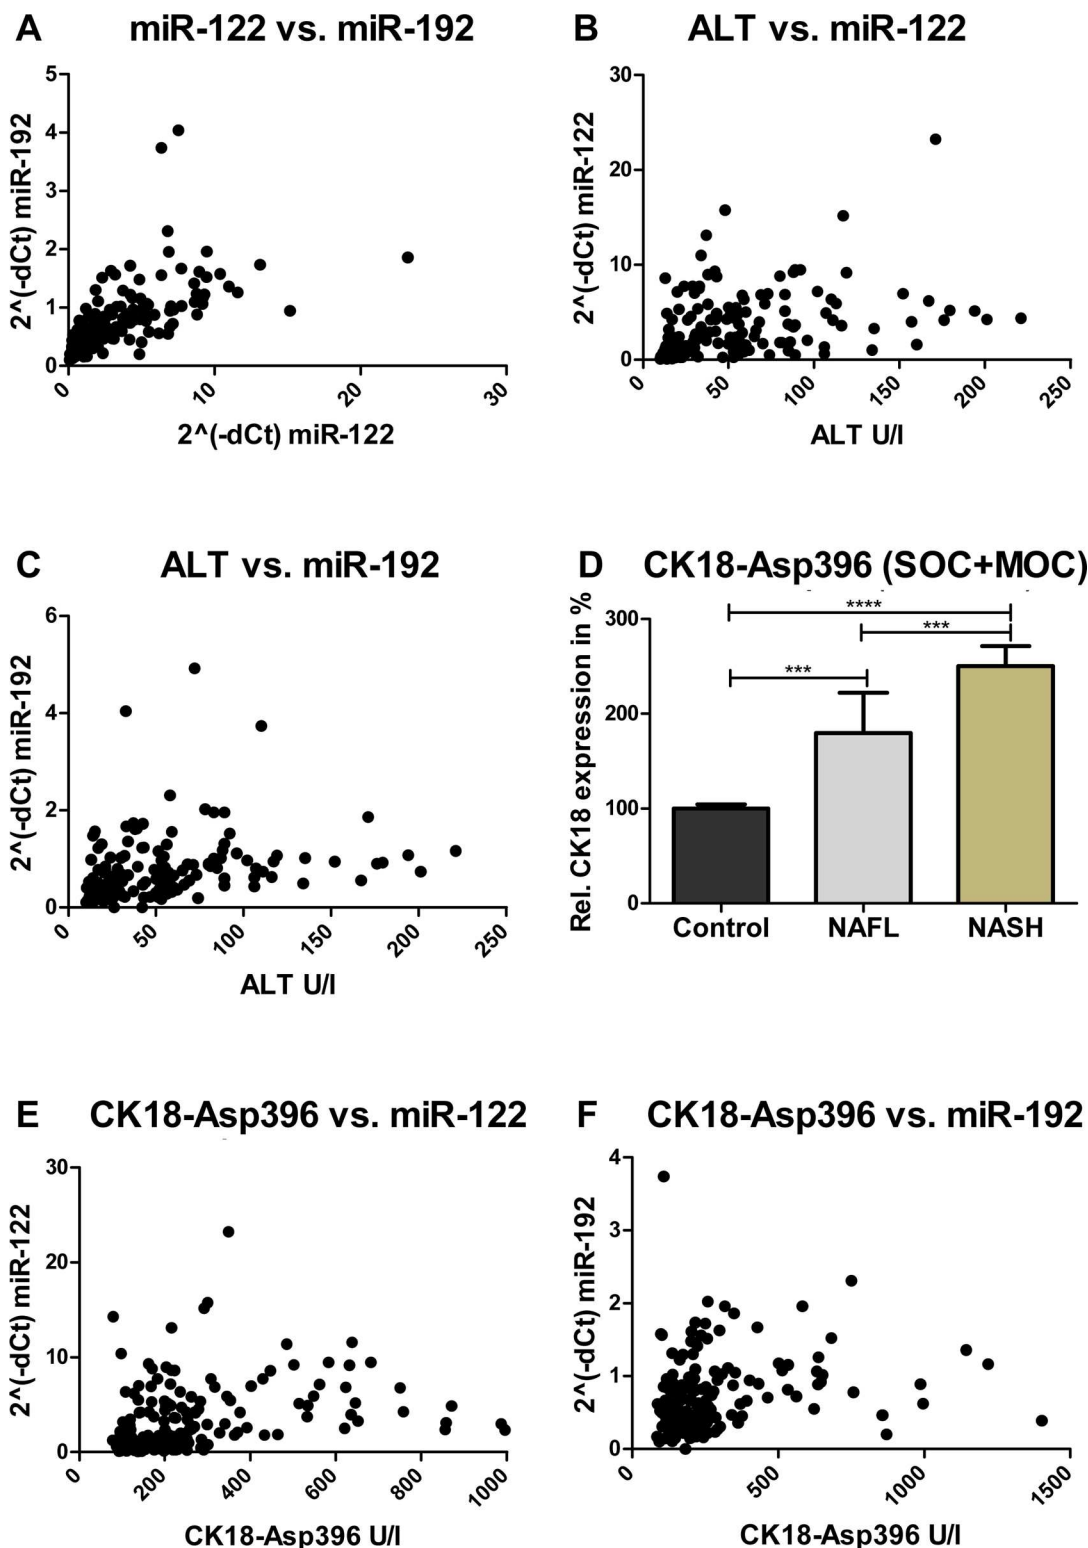 A miR-122 vs. miR-192
2^(-dCt) miR-192
5
4
3
2
1
0
0 10 20 30
2^(-dCt) miR-122
B ALT vs. miR-122
2^(-dCt) miR-122
30
20
10
0
0 50 100 150 200 250
ALT U/l
C ALT vs. miR-192
2^(-dCt) miR-192
6
4
2
0
0 50 100 150 200 250
ALT U/l
D CK18-Asp396 (SOC+MOC)
Rel. CK18 expression in %
300
200
100
0
****
***
***
Control NAFL NASH
E CK18-Asp396 vs. miR-122
2^(-dCt) miR-122
30
20
10
0
0 200 400 600 800 1000
CK18-Asp396 U/l
F CK18-Asp396 vs. miR-192
2^(-dCt) miR-192
4
3
2
1
0
0 500 1000 1500
CK18-Asp396 U/l